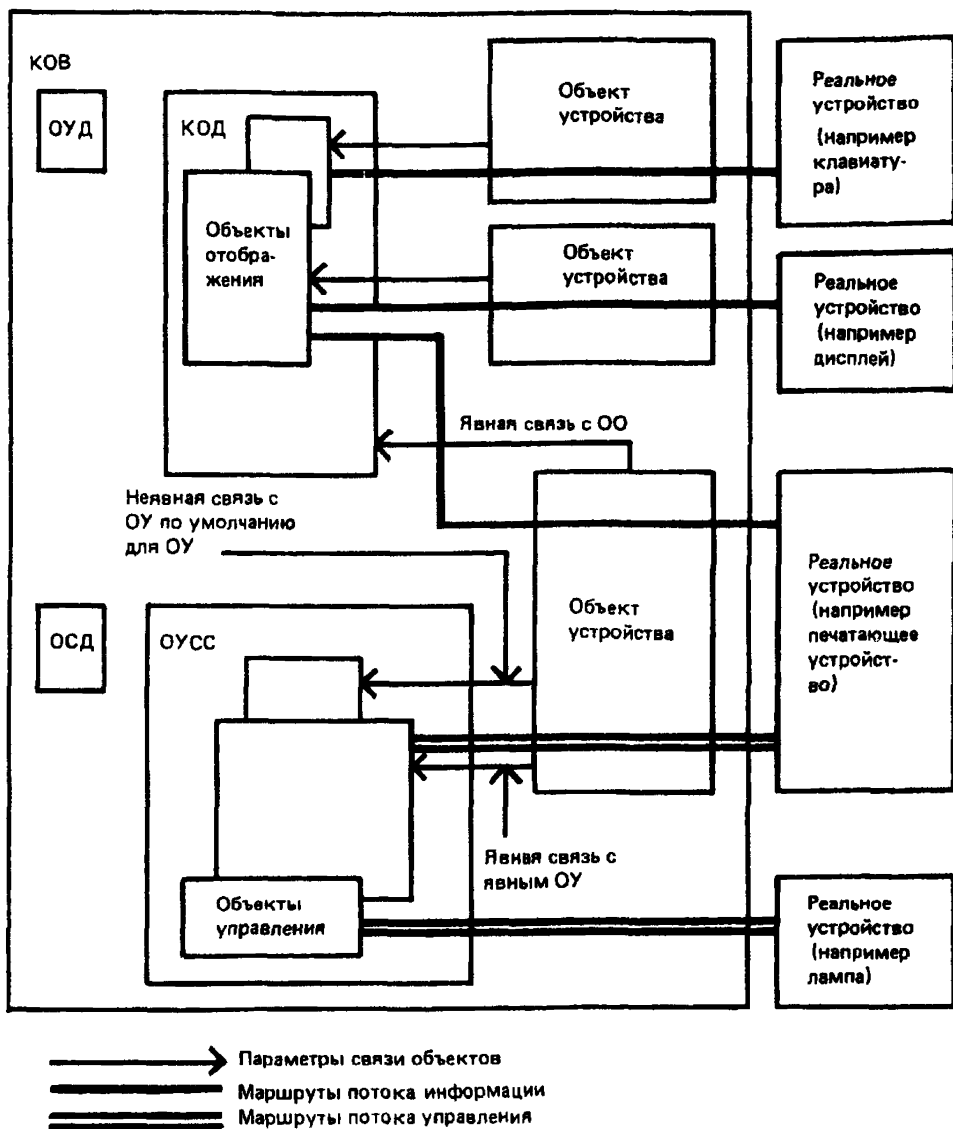 КОВ
ОУД
КОД
Объекты
отобра-
жения
Объект
устройства
Реальное
устройство
(например
клавиату-
ра)
Объект
устройства
Реальное
устройство
(например
дисплей)
Явная связь с ОО
Неявная связь с
ОУ по умолчанию
для ОУ
Объект
устройства
Реальное
устройство
(например
печатающее
устройст-
во)
ОСД
ОУСС
Явная связь с
явным ОУ
Объекты
управления
Реальное
устройство
(например
лампа)
Параметры связи объектов
Маршруты потока информации
Маршруты потока управления